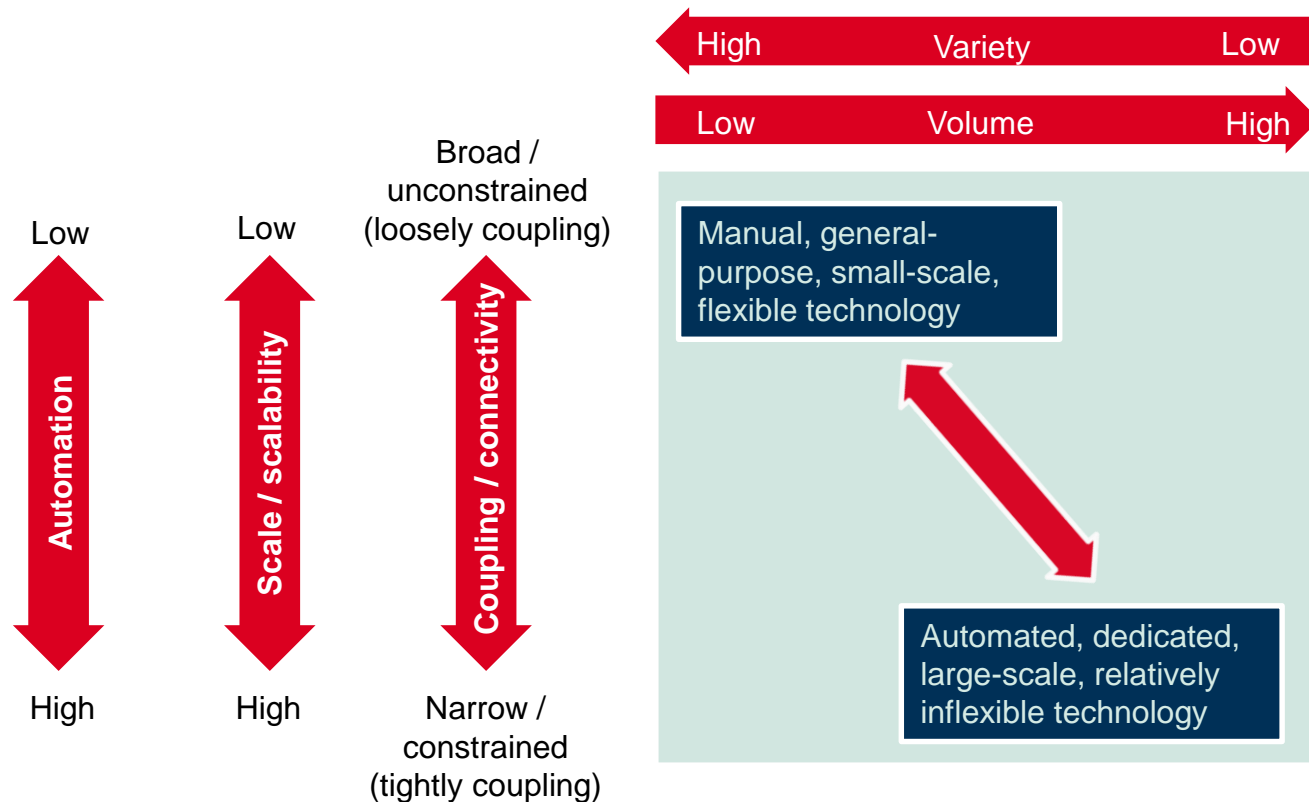 High Variety Low
Low Volume High
Low
Automation
High
Low
Scale / scalability
High
Broad /
unconstrained
(loosely coupling)
Coupling / connectivity
Narrow /
constrained
(tightly coupling)
Manual, general-
purpose, small-scale,
flexible technology
Automated, dedicated,
large-scale, relatively
inflexible technology